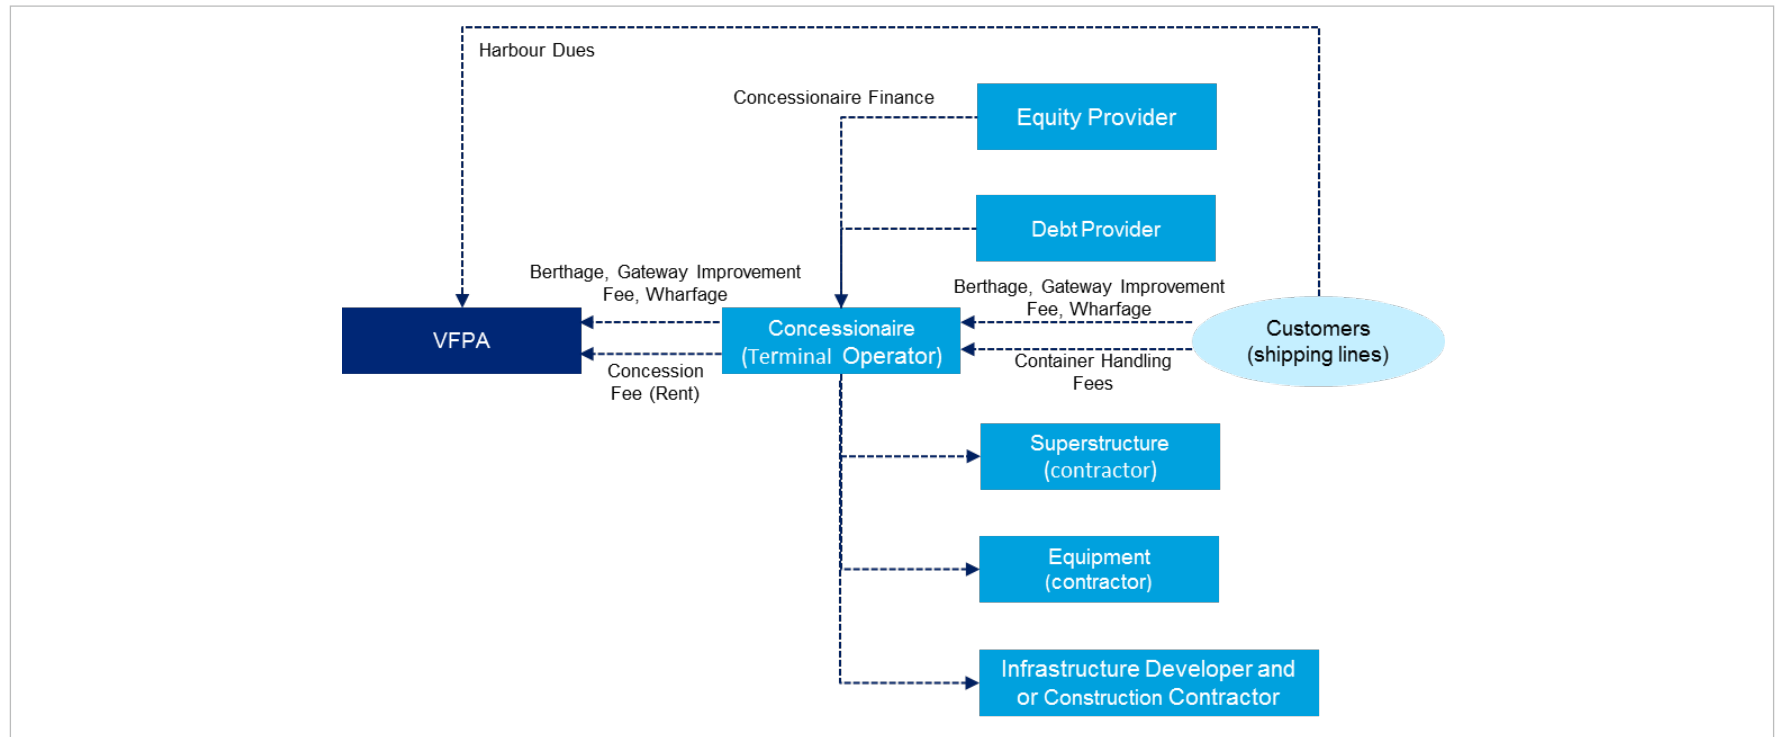 Harbour Dues
Concessionaire Finance
Equity Provider
Debt Provider
Berthage, Gateway Improvement
Fee, Wharfage
Berthage, Gateway Improvement
Fee, Wharfage
VFPA
Concessionaire
(Terminal Operator)
Customers
(shipping lines)
Concession
Fee (Rent)
Container Handling
Fees
Superstructure
(contractor)
Equipment
(contractor)
Infrastructure Developer and
or Construction Contractor